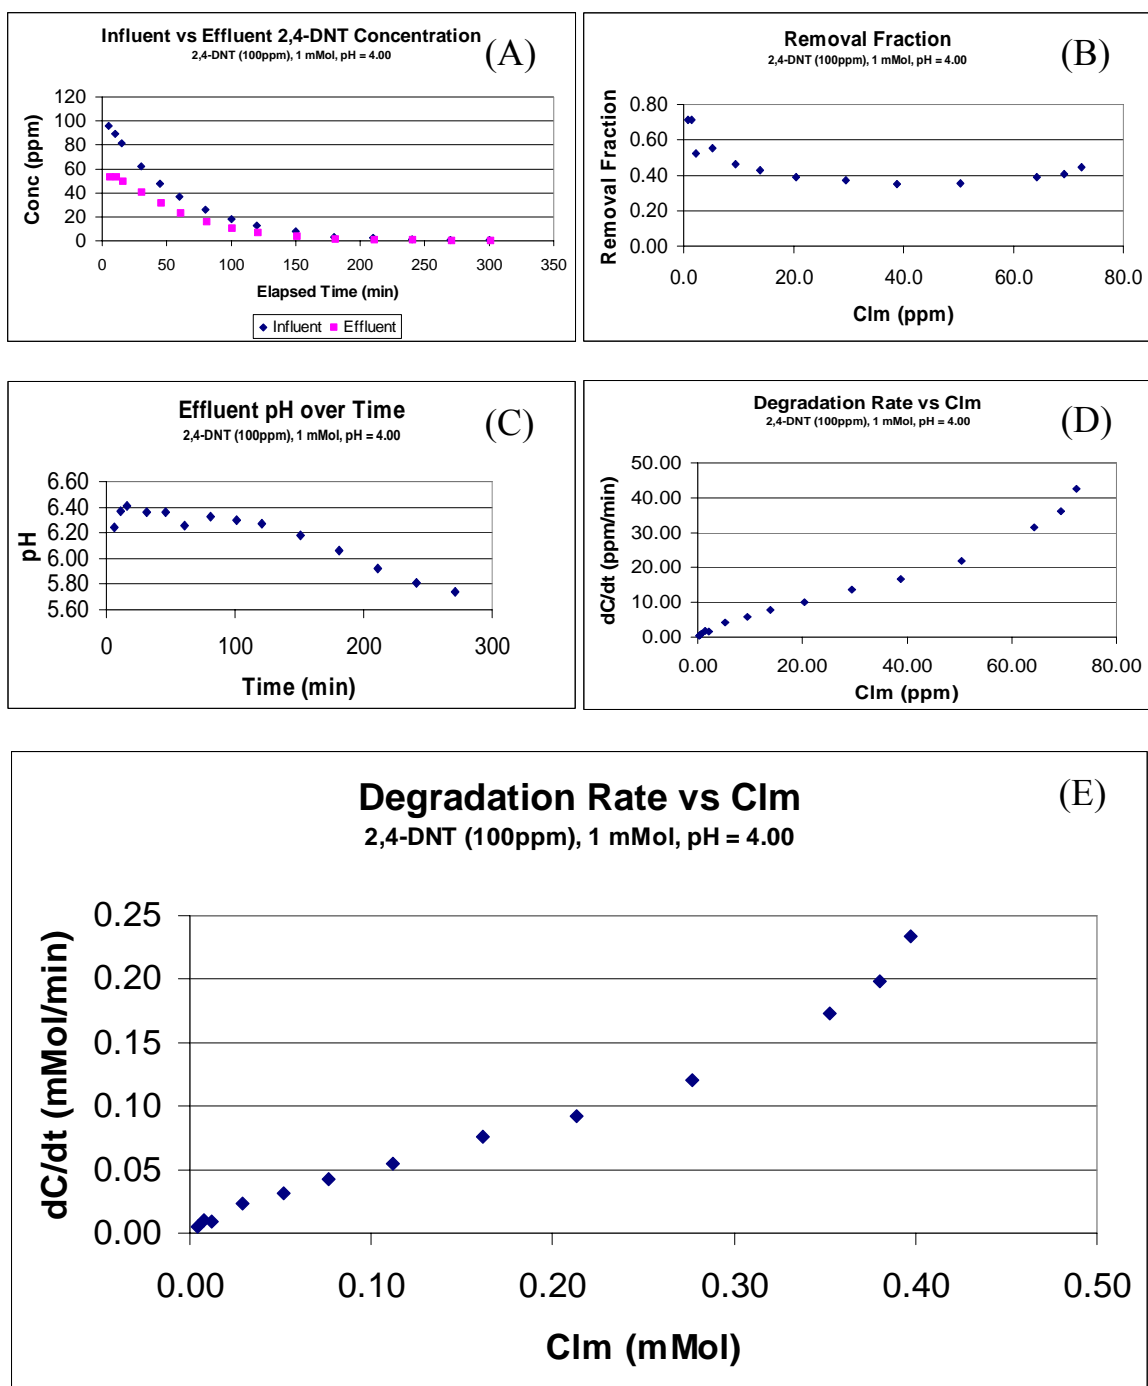 Influent vs Effluent 2,4-DNT Concentration
2,4-DNT (100ppm), 1 mMol, pH = 4.00
(A)
Conc (ppm)
120
100
80
60
40
20
0
0 50 100 150 200 250 300 350
Elapsed Time (min)
Influent Effluent
Removal Fraction
2,4-DNT (100ppm), 1 mMol, pH = 4.00
(B)
Removal Fraction
0.80
0.60
0.40
0.20
0.00
0.0 20.0 40.0 60.0 80.0
Clm (ppm)
Effluent pH over Time
2,4-DNT (100ppm), 1 mMol, pH = 4.00
(C)
pH
6.60
6.40
6.20
6.00
5.80
5.60
0 100 200 300
Time (min)
Degradation Rate vs Clm
2,4-DNT (100ppm), 1 mMol, pH = 4.00
(D)
dC/dt (ppm/min)
50.00
40.00
30.00
20.00
10.00
0.00
0.00 20.00 40.00 60.00 80.00
Clm (ppm)
Degradation Rate vs Clm
2,4-DNT (100ppm), 1 mMol, pH = 4.00
(E)
dC/dt (mMol/min)
0.25
0.20
0.15
0.10
0.05
0.00
0.00 0.10 0.20 0.30 0.40 0.50
Clm (mMol)